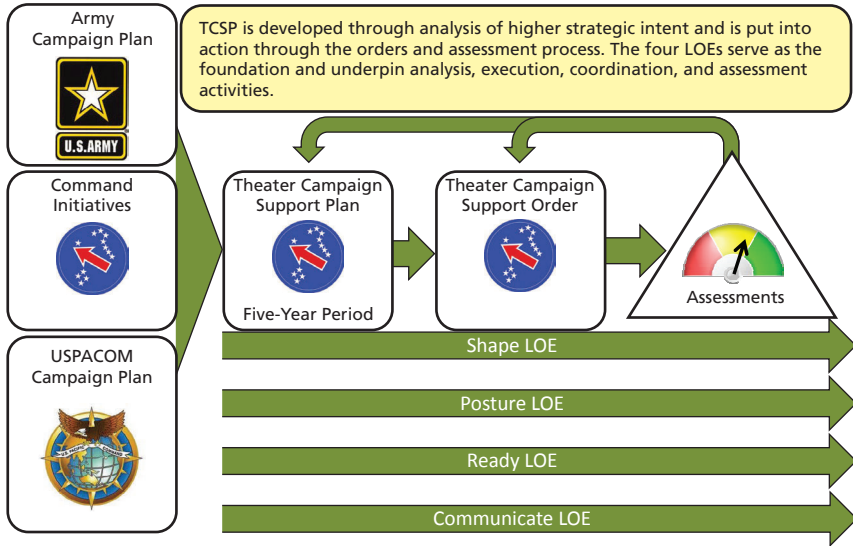 Army
Campaign Plan
U.S.ARMY
TCSP is developed through analysis of higher strategic intent and is put into
action through the orders and assessment process. The four LOEs serve as the
foundation and underpin analysis, execution, coordination, and assessment
activities.
Command
Initiatives
Theater Campaign
Support Plan
Five-Year Period
Theater Campaign
Support Order
Assessments
USPACOM
Campaign Plan
U.S. PACIFIC COMMAND
Shape LOE
Posture LOE
Ready LOE
Communicate LOE